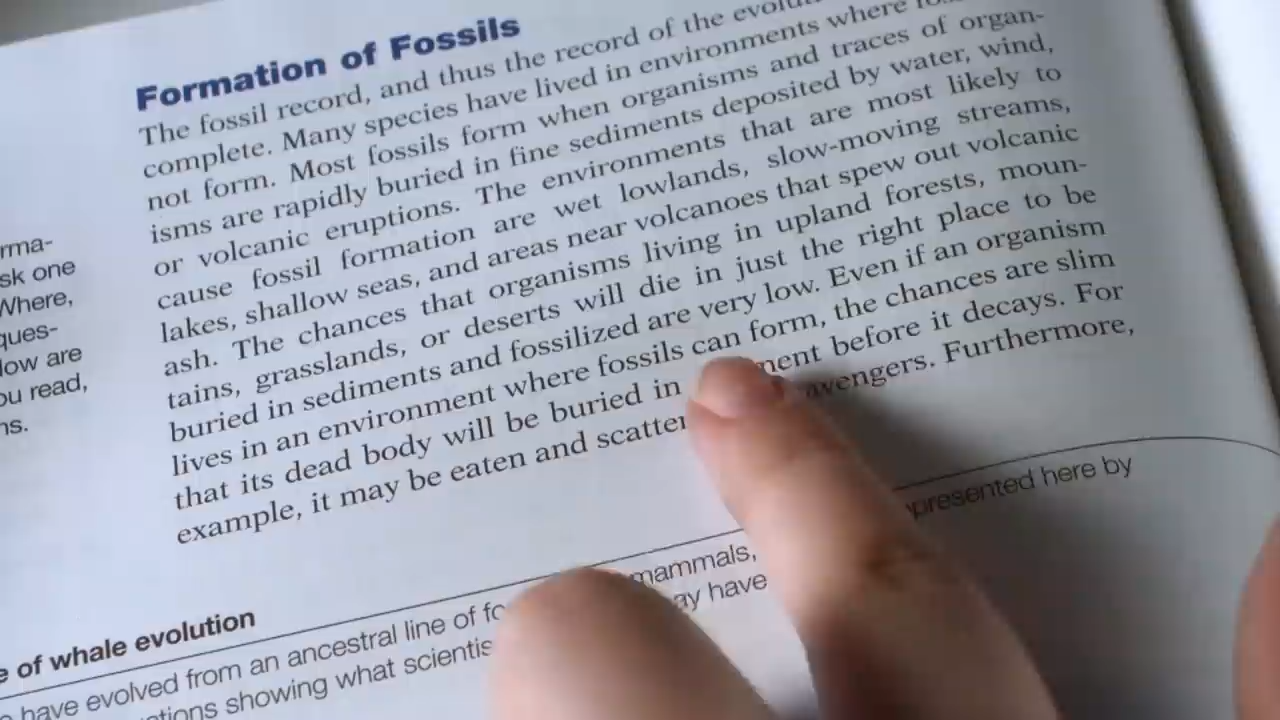 Formation of Fossils
The fossil record, and thus the record of the
complete. Many species have lived in environments where
not form. Most fossils form when organisms and traces of organ-
isms are rapidly buried in fine sediments deposited by water, wind,
or volcanic eruptions. The environments that are most likely to
cause fossil formation are wet lowlands, slow-moving streams,
lakes, shallow seas, and areas near volcanoes that spew out volcanic
ash. The chances that organisms living in upland forests, moun-
tains, grasslands, or deserts will die in just the right place to be
buried in sediments and fossilized are very low. Even if an organism
lives in an environment where fossils can form, the chances are slim
that its dead body will be buried in before it decays. For
example, it may be eaten and Furthermore,
rma-
sk one
Where,
ques-
low are
ou read,
ns.
e of whale evolution
presented here by
have evolved from an ancestral line of mammals,
showing what ay have